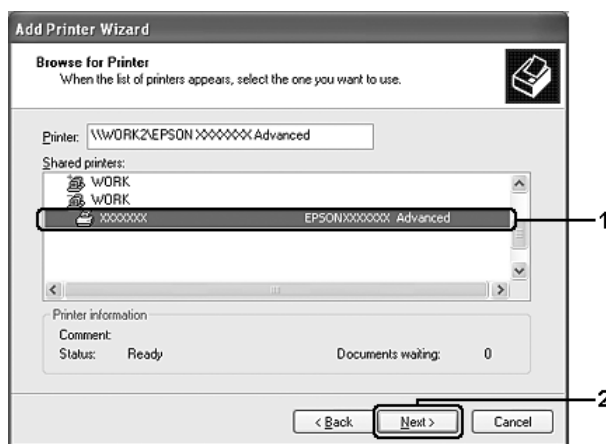 Add Printer Wizard
Browse for Printer
When the list of printers appears, select the one you want to use.
Printer: \\WORK2\EPSON XXXXXXX Advanced
Shared printers:
WORK
WORK
XXXXXXX EPSONXXXXXXX Advanced
1
Printer information
Comment:
Status: Ready Documents waiting: 0
2
< Back Next > Cancel